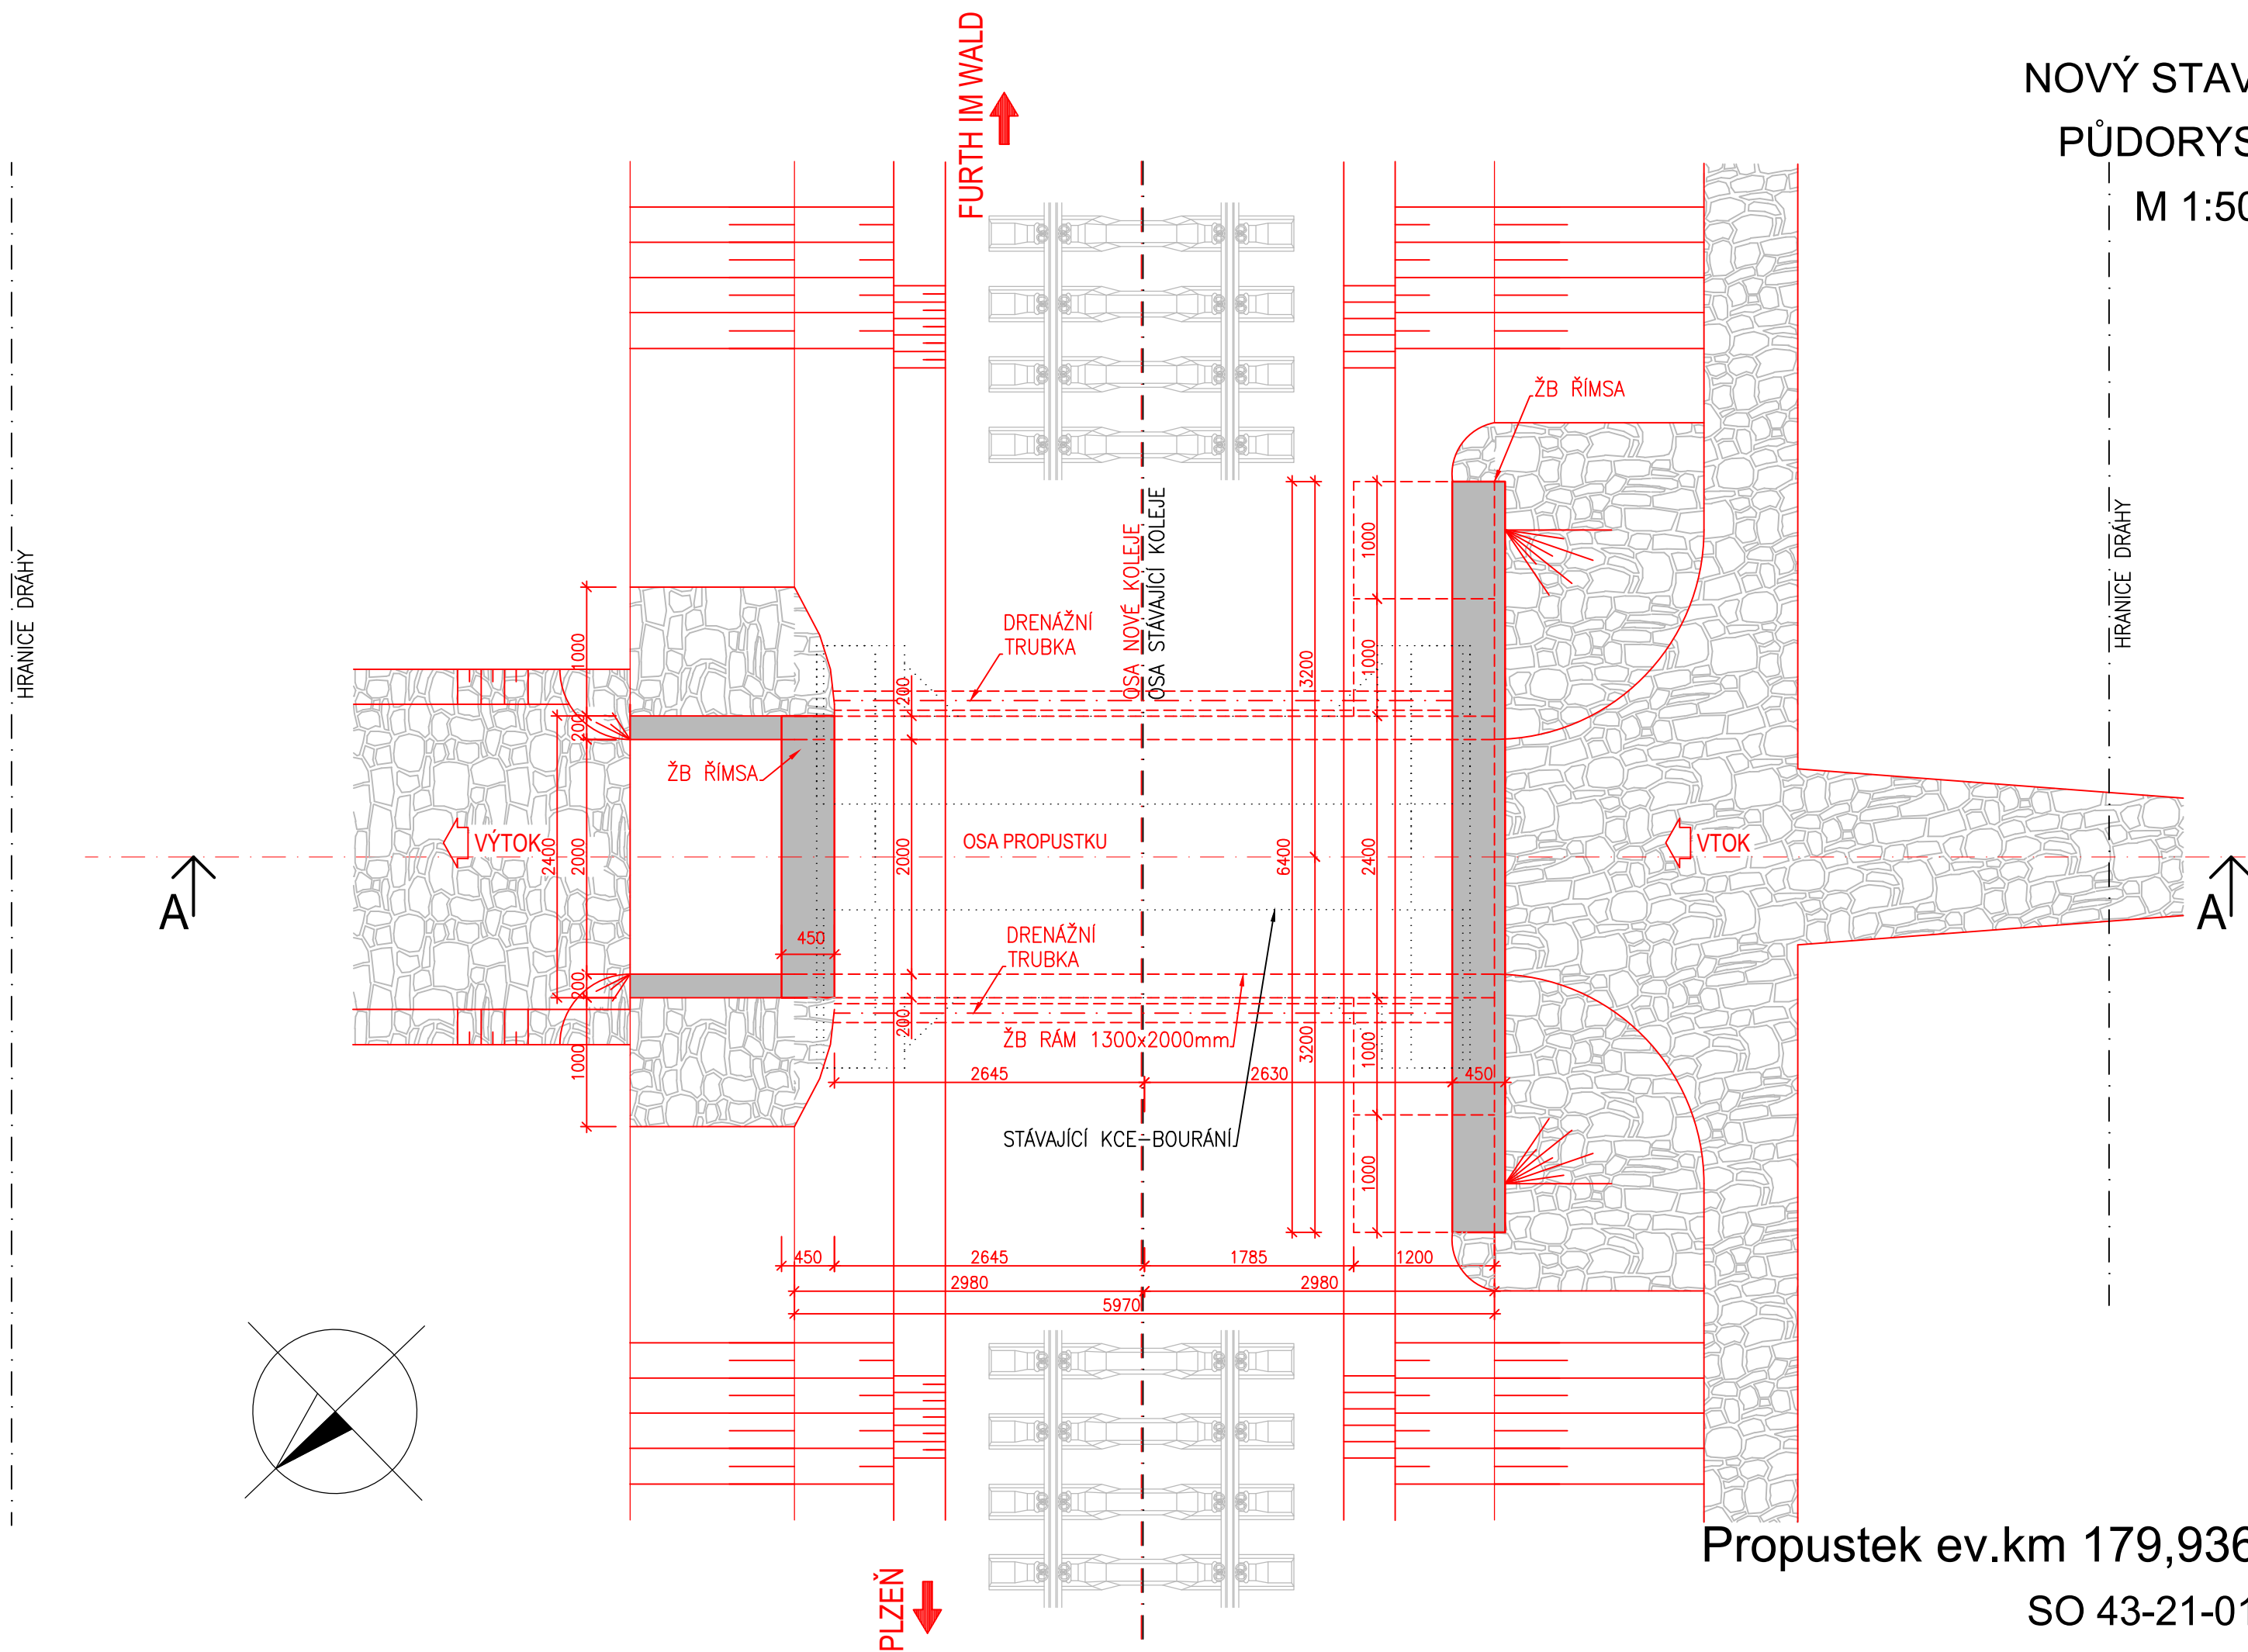 NOVÝ STAV
PŮDORYS
M 1:50
FURTH IM WALD
HRANICE DRÁHY
HRANICE DRÁHY
ŽB ŘÍMSA
OSA NOVÉ KOLEJE
OSA STÁVAJÍCÍ KOLEJE
DRENÁŽNÍ
TRUBKA
1000
1000
3200
1000
200
200
ŽB ŘÍMSA
VÝTOK
2400
2000
2000
OSA PROPUSTKU
6400
2400
VTOK
A
A
450
DRENÁŽNÍ
TRUBKA
200
200
ŽB RÁM 1300x2000mm
3200
1000
1000
2645
2630
450
STÁVAJÍCÍ KCE-BOURÁNÍ
1000
450
2645
1785
1200
2980
2980
5970
PLZEŇ
Propustek ev.km 179,936
SO 43-21-01